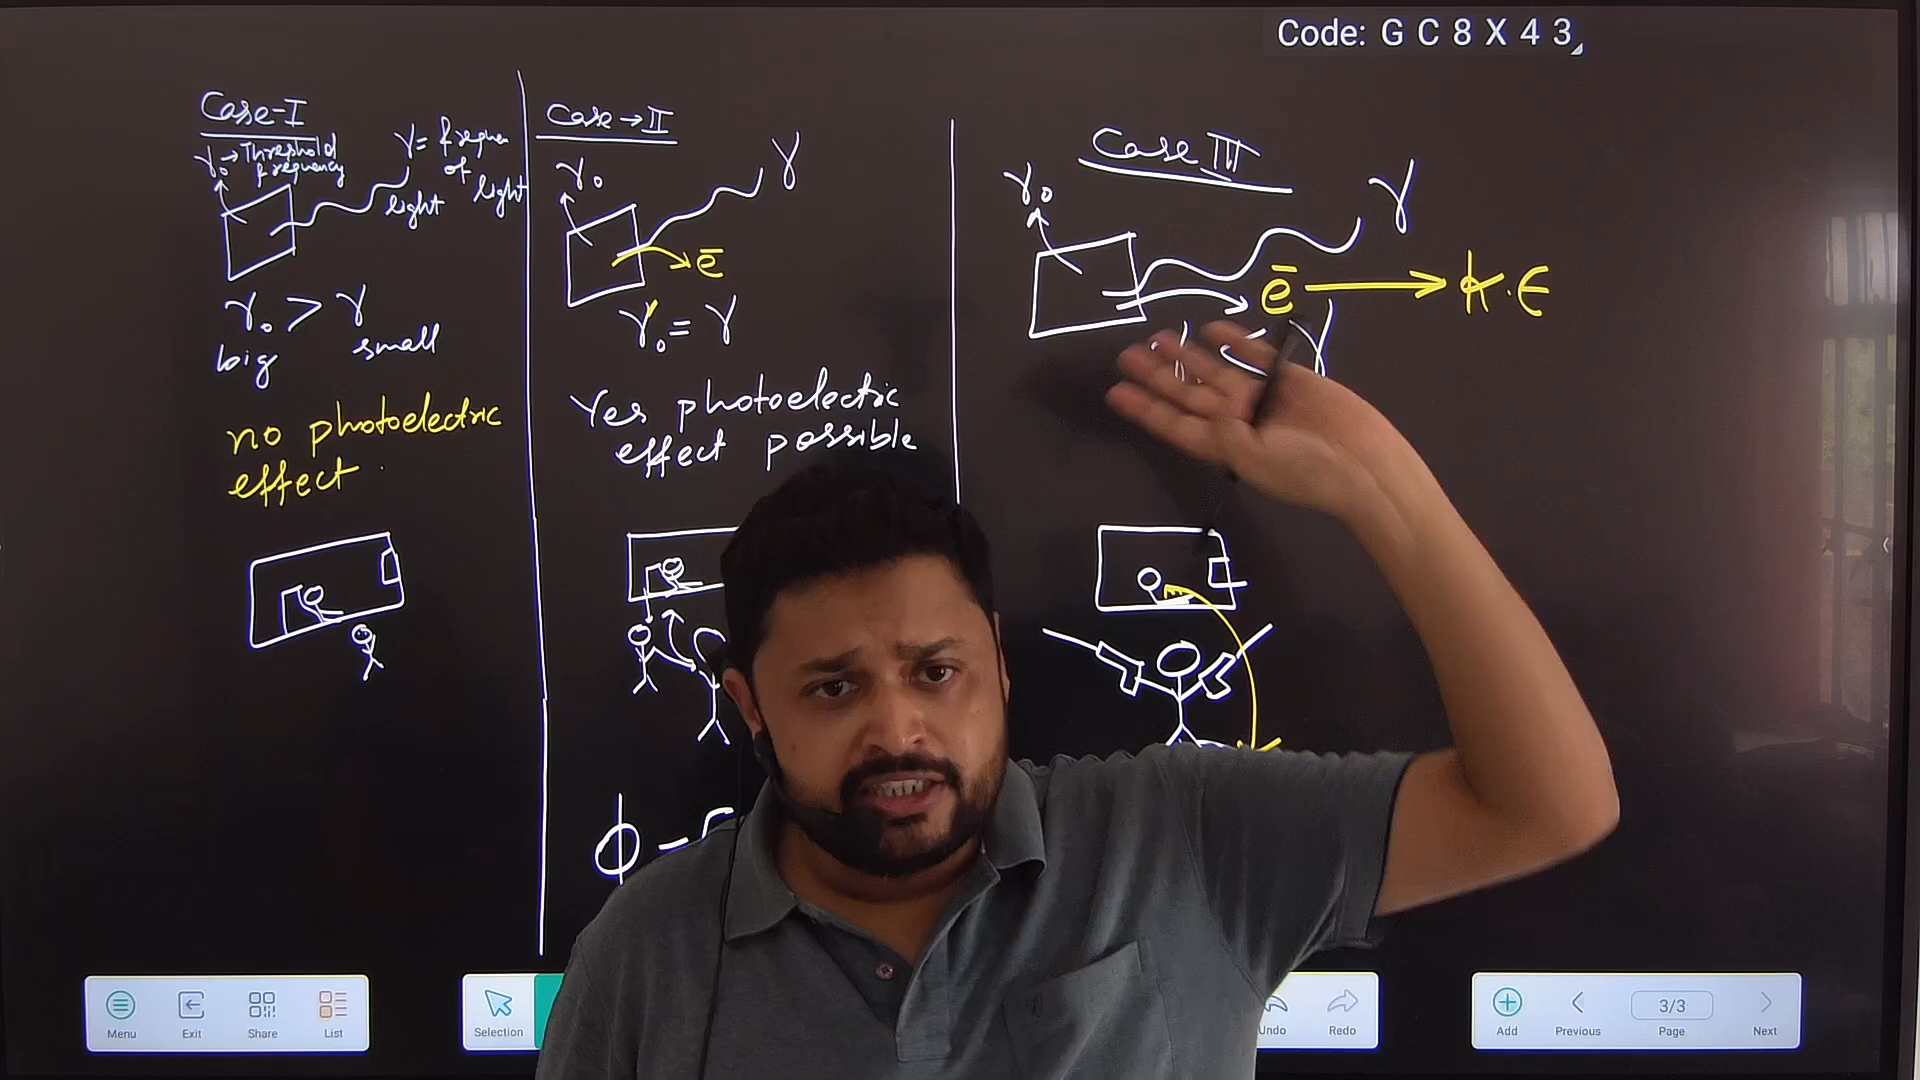 Code: G C 8 X 4 3
Case-I
γ₀→Threshold
frequency
γ= freque
of
light
light
γ₀ > γ
big small
no photoelectric
effect.
Case→II
γ₀ γ
e̅
γ₀ = γ
Yes photoelectric
effect possible
ϕ
Case III
γ₀ γ
e̅ → K.E
< γ
Menu Exit Share List
Selection
Undo Redo
Add Previous 3/3 Page Next